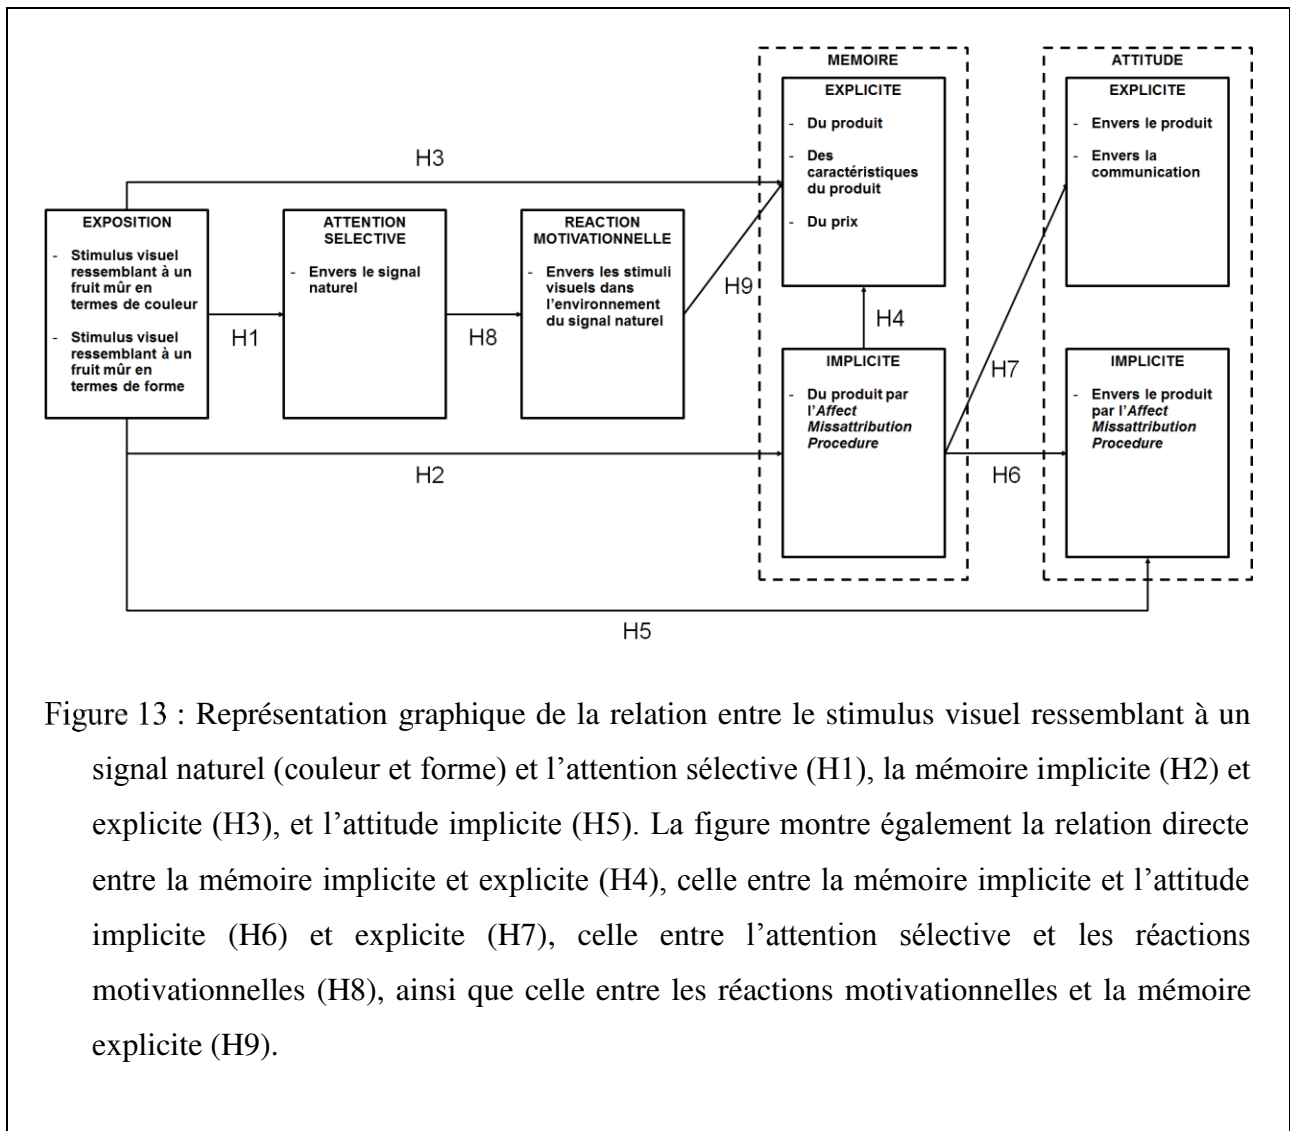 MEMOIRE
ATTITUDE
EXPLICITE
- Du produit
- Des
caractéristiques
du produit
- Du prix
EXPLICITE
- Envers le produit
- Envers la
communication
H3
EXPOSITION
- Stimulus visuel
ressemblant à un
fruit mûr en
termes de couleur
- Stimulus visuel
ressemblant à un
fruit mûr en
termes de forme
H1
ATTENTION
SELECTIVE
- Envers le signal
naturel
H8
REACTION
MOTIVATIONNELLE
- Envers les stimuli
visuels dans
l'environnement
du signal naturel
H9
H4
H7
IMPLICITE
- Du produit par
l'Affect
Missattribution
Procedure
IMPLICITE
- Envers le produit
par l'Affect
Missattribution
Procedure
H2
H6
H5
Figure 13 : Représentation graphique de la relation entre le stimulus visuel ressemblant à un
signal naturel (couleur et forme) et l'attention sélective (H1), la mémoire implicite (H2) et
explicite (H3), et l'attitude implicite (H5). La figure montre également la relation directe
entre la mémoire implicite et explicite (H4), celle entre la mémoire implicite et l'attitude
implicite (H6) et explicite (H7), celle entre l'attention sélective et les réactions
motivationnelles (H8), ainsi que celle entre les réactions motivationnelles et la mémoire
explicite (H9).